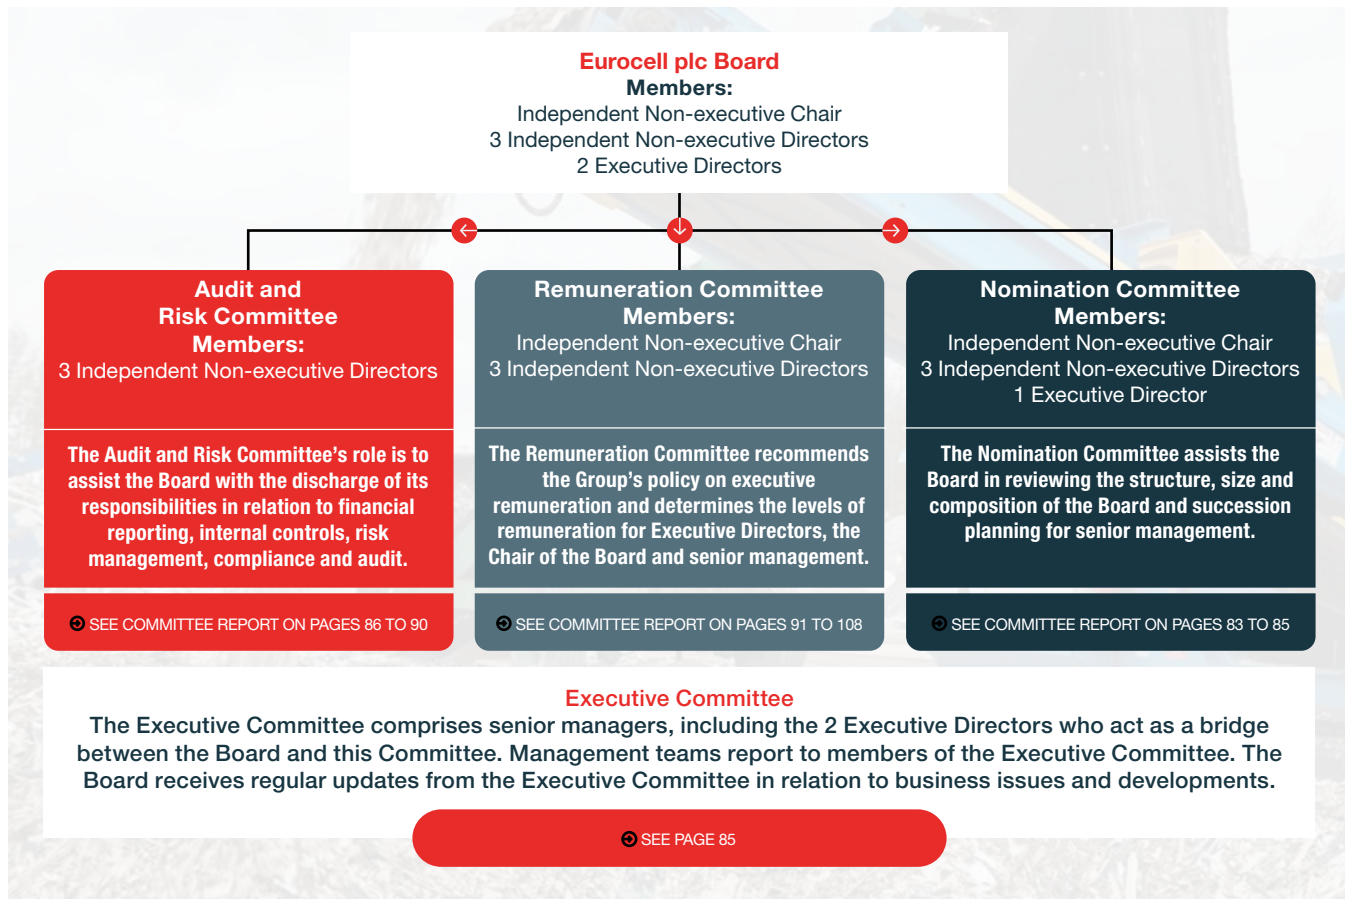 Eurocell plc Board
Members:
Independent Non-executive Chair
3 Independent Non-executive Directors
2 Executive Directors
Audit and
Risk Committee
Members:
3 Independent Non-executive Directors
The Audit and Risk Committee’s role is to
assist the Board with the discharge of its
responsibilities in relation to financial
reporting, internal controls, risk
management, compliance and audit.
SEE COMMITTEE REPORT ON PAGES 86 TO 90
Remuneration Committee
Members:
Independent Non-executive Chair
3 Independent Non-executive Directors
The Remuneration Committee recommends
the Group’s policy on executive
remuneration and determines the levels of
remuneration for Executive Directors, the
Chair of the Board and senior management.
SEE COMMITTEE REPORT ON PAGES 91 TO 108
Nomination Committee
Members:
Independent Non-executive Chair
3 Independent Non-executive Directors
1 Executive Director
The Nomination Committee assists the
Board in reviewing the structure, size and
composition of the Board and succession
planning for senior management.
SEE COMMITTEE REPORT ON PAGES 83 TO 85
Executive Committee
The Executive Committee comprises senior managers, including the 2 Executive Directors who act as a bridge
between the Board and this Committee. Management teams report to members of the Executive Committee. The
Board receives regular updates from the Executive Committee in relation to business issues and developments.
SEE PAGE 85